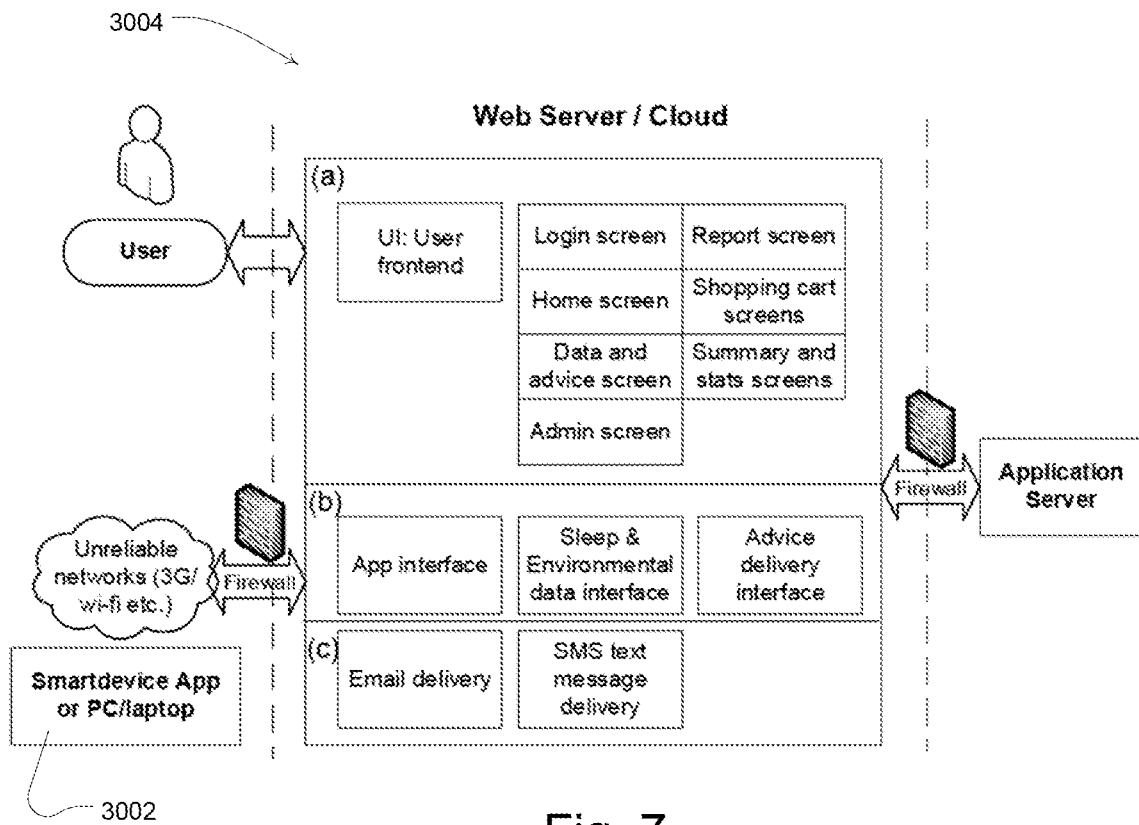 3004
Web Server / Cloud
(a)
User
UI: User
frontend
Login screen
Report screen
Home screen
Shopping cart
screens
Data and
advice screen
Summary and
stats screens
Admin screen
Firewall
Application
Server
(b)
Unreliable
networks (3G/
wi-fi etc.)
Firewall
App interface
Sleep &
Environmental
data interface
Advice
delivery
interface
(c)
Email delivery
SMS text
message
delivery
Smartdevice App
or PC/laptop
3002
Fig. 7